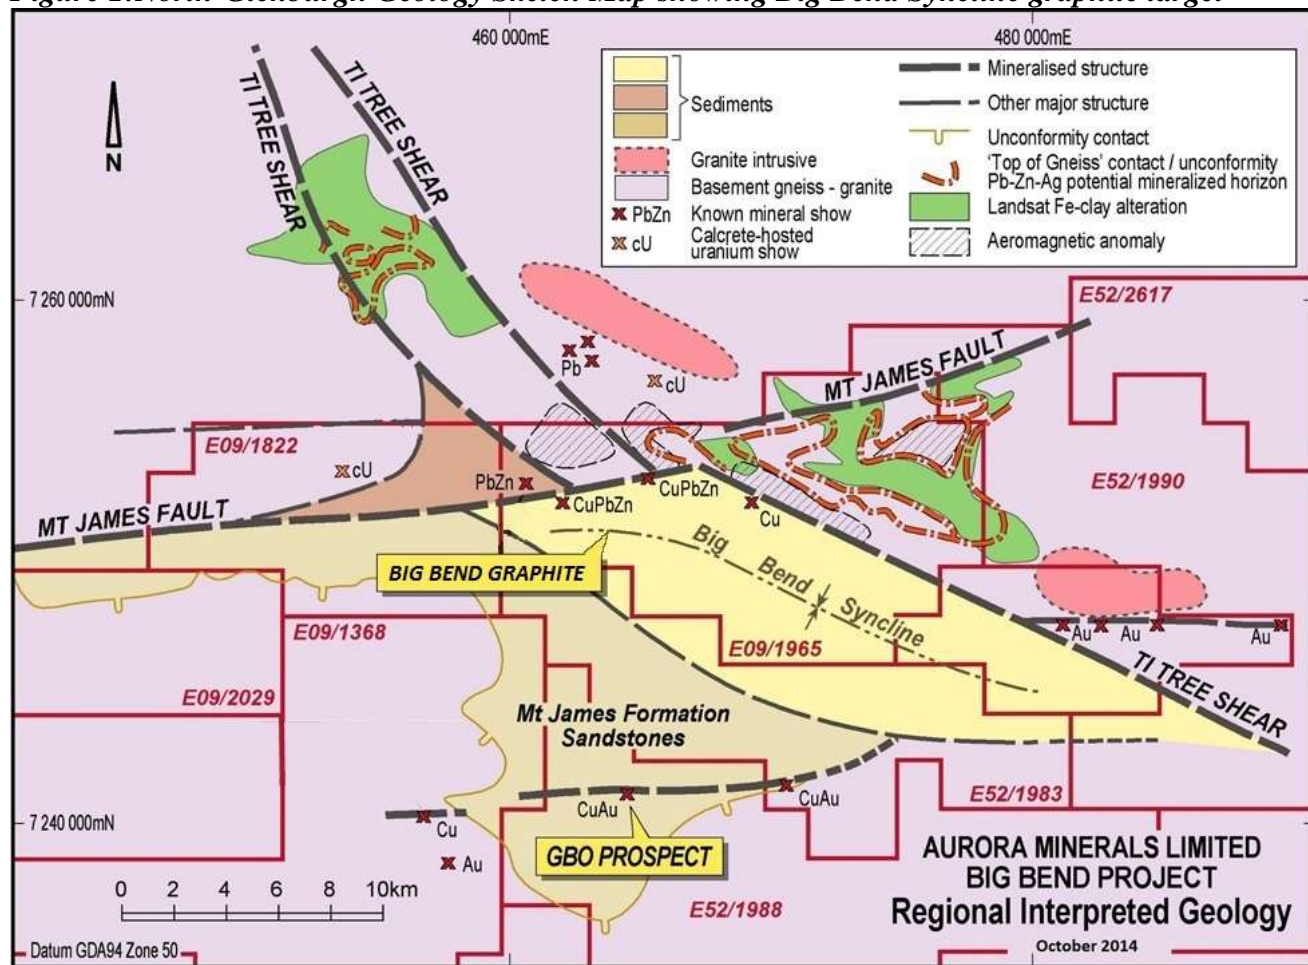 Figure 1.North Glenburgh Geology Sketch Map showing Big Bend Syncline graphite target
460 000mE
480 000mE
Sediments
Granite intrusive
Basement gneiss - granite
PbZn Known mineral show
cU Calcrete-hosted
uranium show
Mineralised structure
Other major structure
Unconformity contact
'Top of Gneiss' contact / unconformity
Pb-Zn-Ag potential mineralized horizon
Landsat Fe-clay alteration
Aeromagnetic anomaly
TI TREE SHEAR
TI TREE SHEAR
N
7 260 000mN
E52/2617
Pb
cU
MT JAMES FAULT
E09/1822
cU
PbZn
CuPbZn
CuPbZn
Cu
E52/1990
MT JAMES FAULT
BIG BEND GRAPHITE
Big Bend Syncline
E09/1368
E09/1965
Au
Au
Au
TI TREE SHEAR
E09/2029
Mt James Formation
Sandstones
CuAu
CuAu
E52/1983
7 240 000mN
Cu
Au
GBO PROSPECT
0 2 4 6 8 10km
E52/1988
AURORA MINERALS LIMITED
BIG BEND PROJECT
Regional Interpreted Geology
October 2014
Datum GDA94 Zone 50